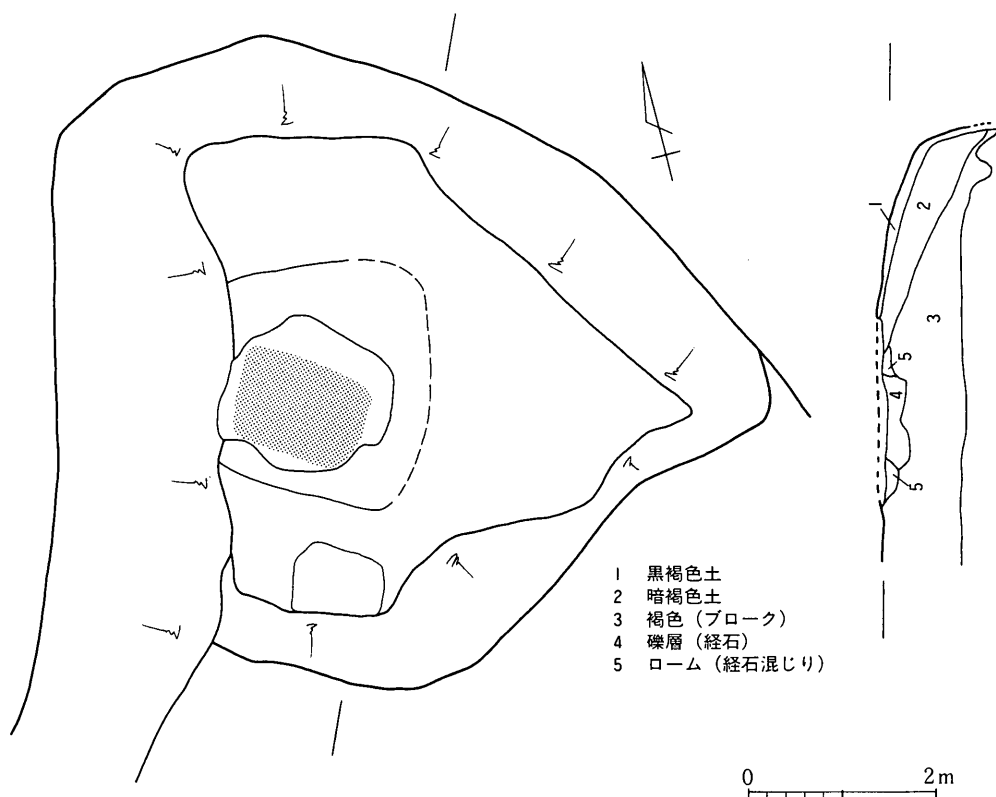 1
2
3
5
4
5
1 黒褐色土
2 暗褐色土
3 褐色（ブローク）
4 礫層（経石）
5 ローム（経石混じり）
0 2m